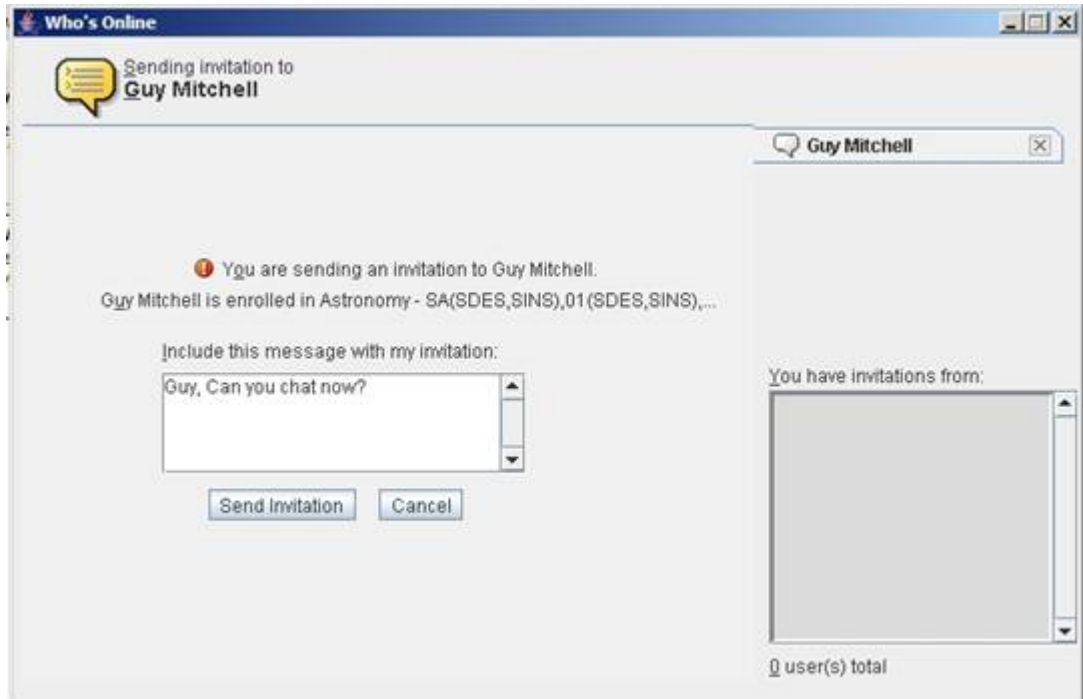 Who's Online
Sending invitation to
Guy Mitchell
Guy Mitchell
You are sending an invitation to Guy Mitchell.
Guy Mitchell is enrolled in Astronomy - SA(SDES,SINS),01(SDES,SINS),...
Include this message with my invitation:
Guy, Can you chat now?
Send Invitation
Cancel
You have invitations from:
0 user(s) total